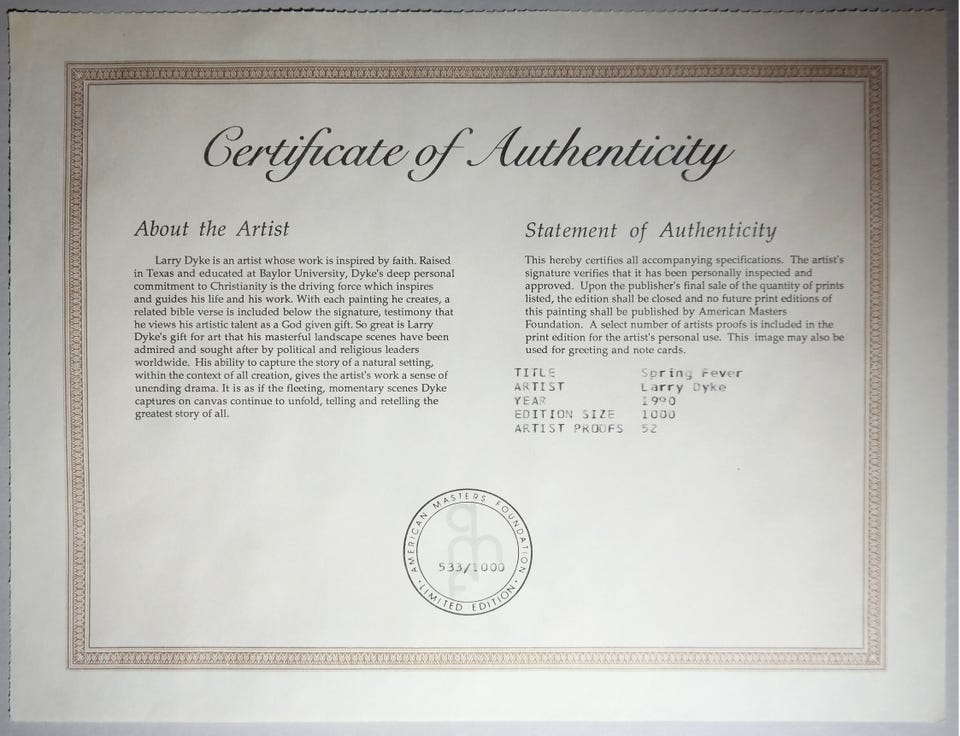 Certificate of Authenticity
About the Artist
Larry Dyke is an artist whose work is inspired by faith. Raised
in Texas and educated at Baylor University, Dyke's deep personal
commitment to Christianity is the driving force which inspires
and guides his life and his work. With each painting he creates, a
related bible verse is included below the signature, testimony that
he views his artistic talent as a God given gift. So great is Larry
Dyke's gift for art that his masterful landscape scenes have been
admired and sought after by political and religious leaders
worldwide. His ability to capture the story of a natural setting,
within the context of all creation, gives the artist's work a sense of
unending drama. It is as if the fleeting, momentary scenes Dyke
captures on canvas continue to unfold, telling and retelling the
greatest story of all.
Statement of Authenticity
This hereby certifies all accompanying specifications. The artist's
signature verifies that it has been personally inspected and
approved. Upon the publisher's final sale of the quantity of prints
listed, the edition shall be closed and no future print editions of
this painting shall be published by American Masters
Foundation. A select number of artists proofs is included in the
print edition for the artist's personal use. This image may also be
used for greeting and note cards.
TITLE Spring Fever
ARTIST Larry Dyke
YEAR 1990
EDITION SIZE 1000
ARTIST PROOFS 52
AMERICAN MASTERS FOUNDATION
amf
533/1000
LIMITED EDITION